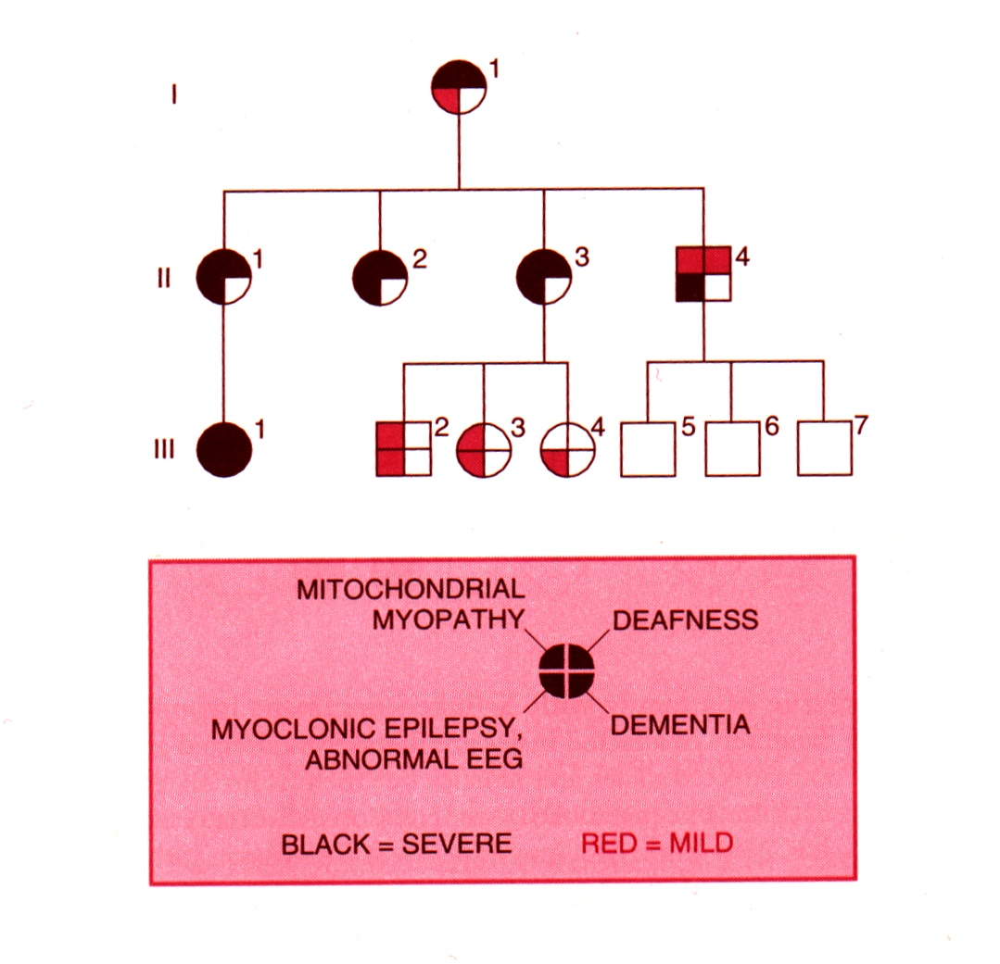 I
1
II
1
2
3
4
III
1
2
3
4
5
6
7
MITOCHONDRIAL
MYOPATHY
DEAFNESS
MYOCLONIC EPILEPSY,
ABNORMAL EEG
DEMENTIA
BLACK = SEVERE
RED = MILD